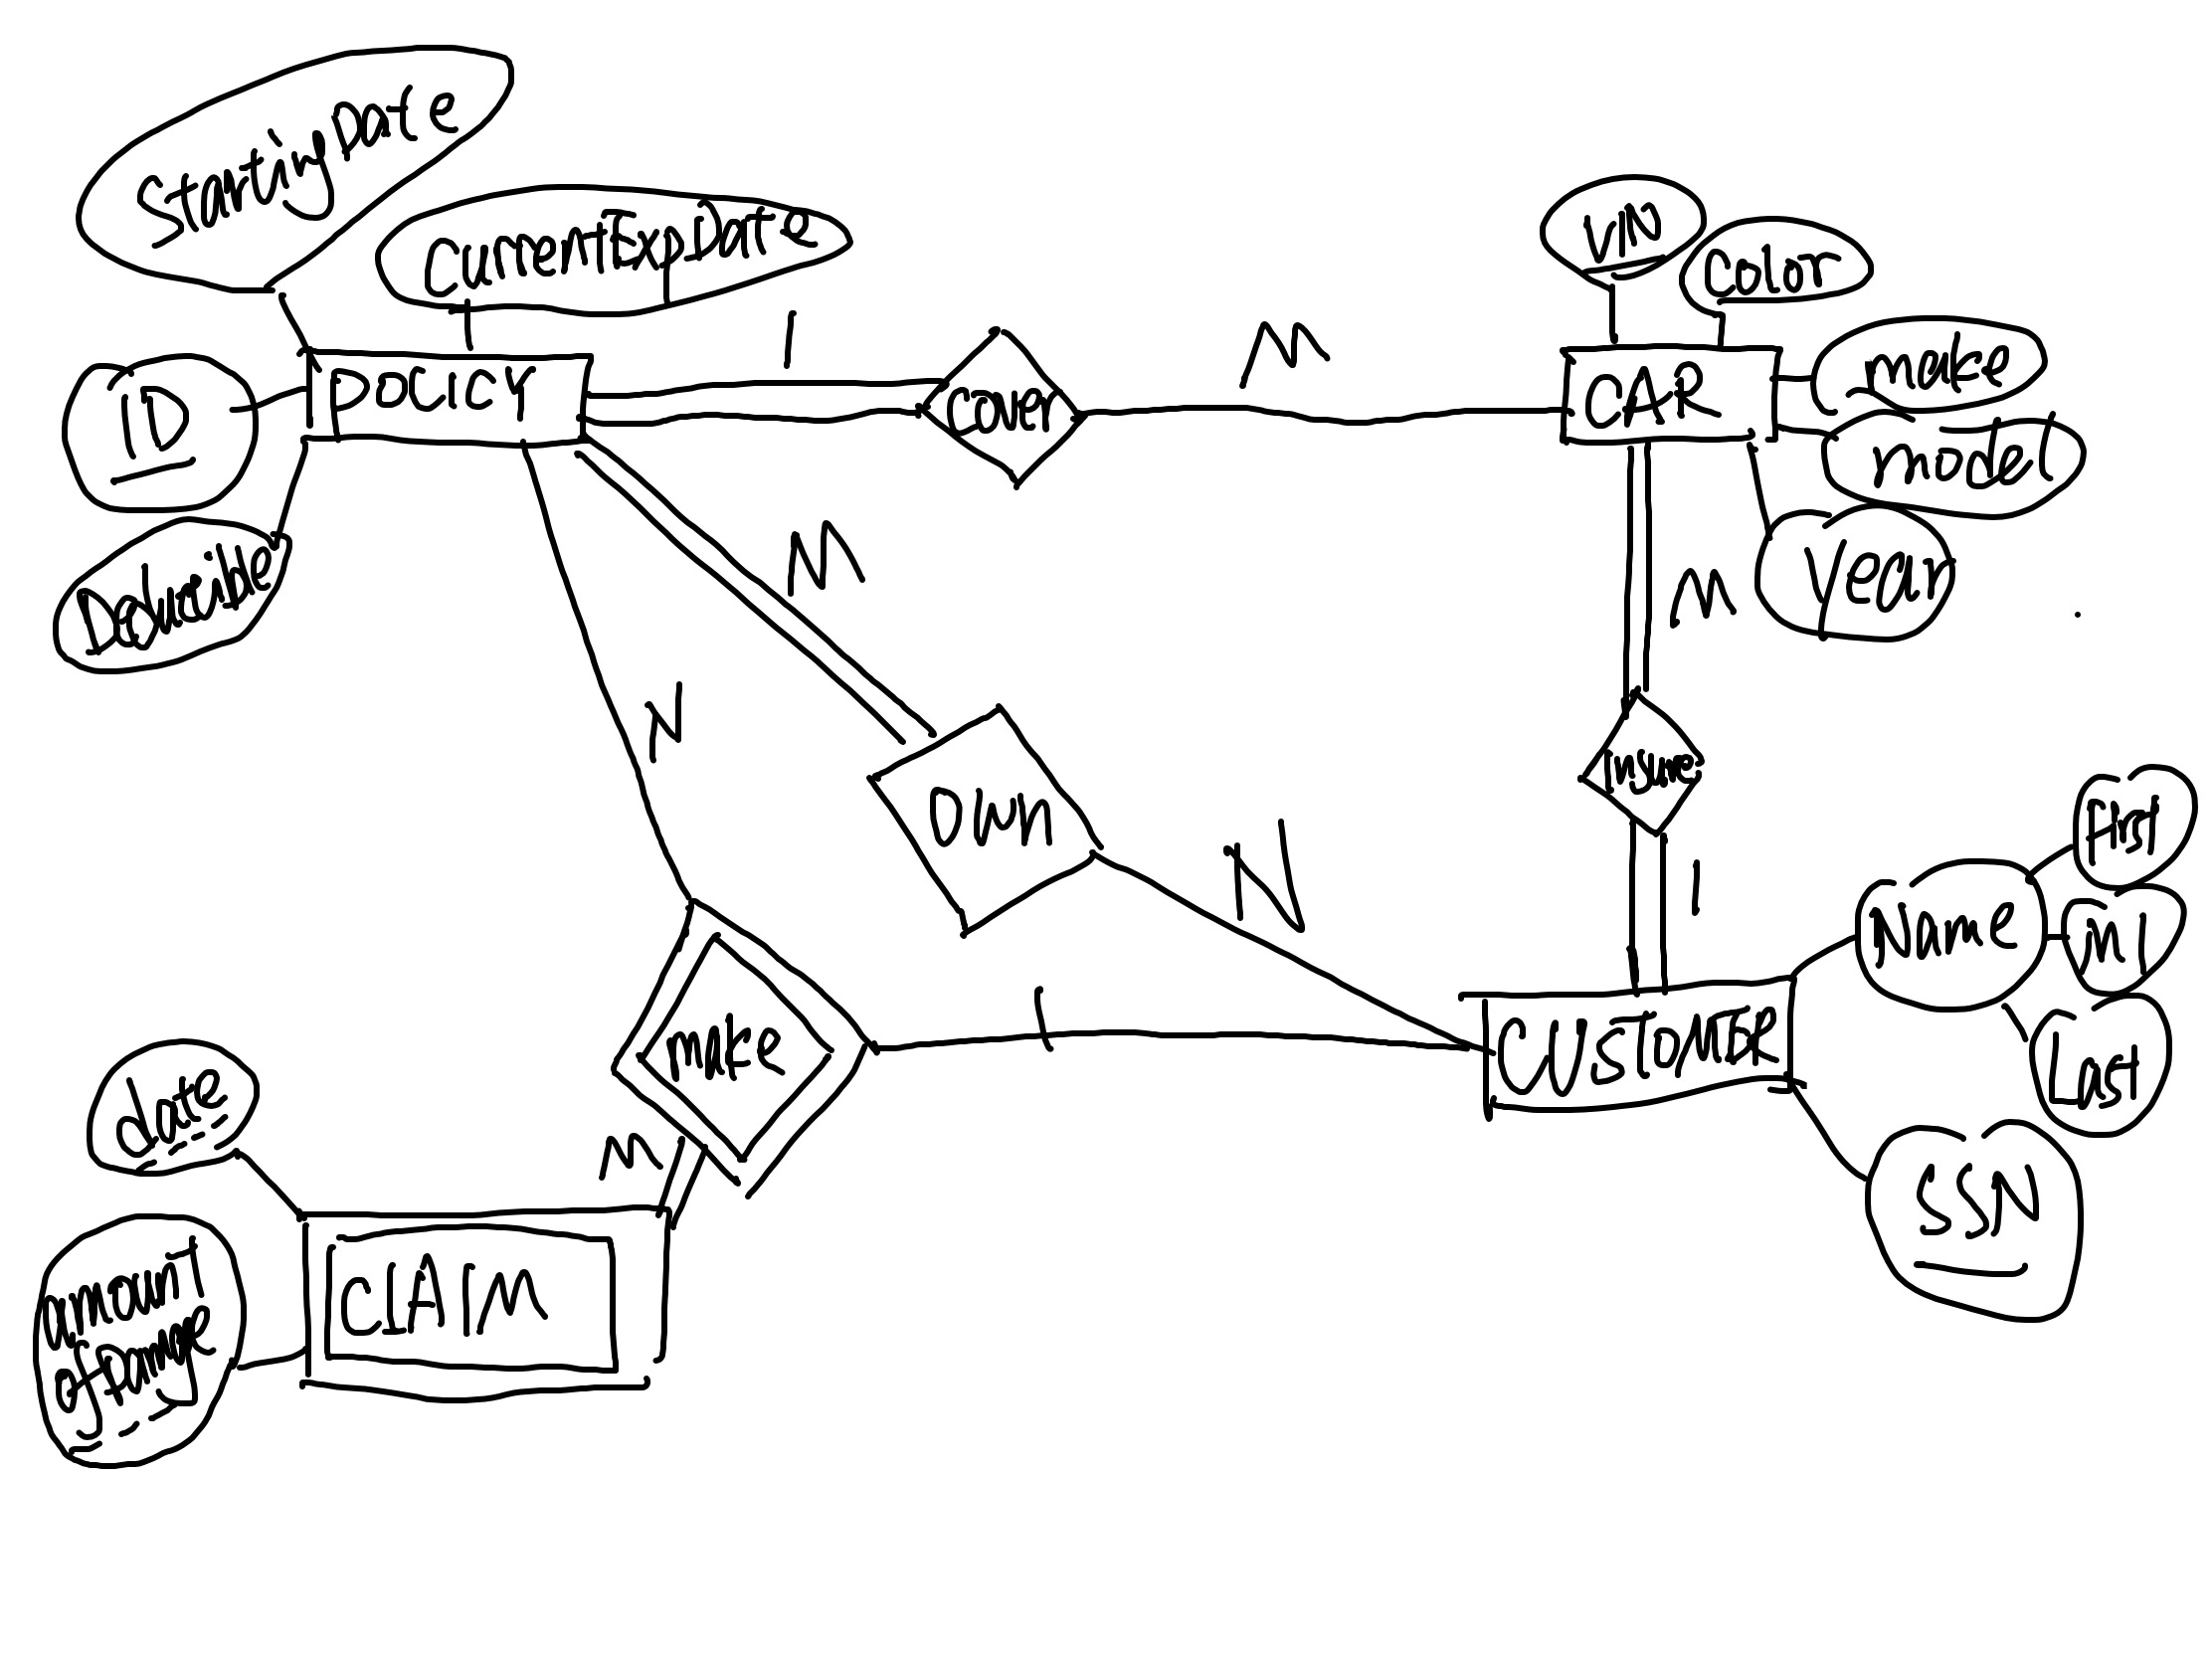 StartingDate
CurrentExpDate
1
M
VIN
Color
make
model
Year
ID
POLICY
Cover
CAR
Deductible
M
M
N
Insure
Own
N
1
first
Name
MI
Last
Make
1
CUSTOMER
date
M
SSN
Amount
of damage
CLAIM